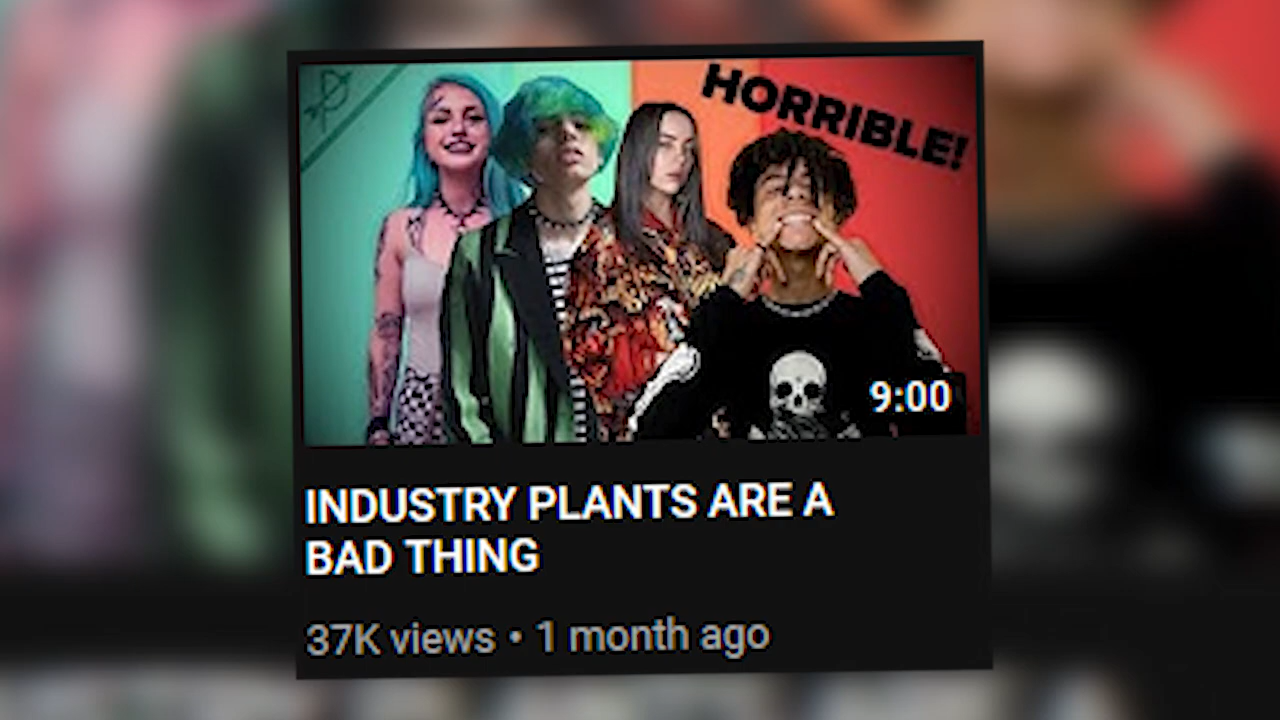 HORRIBLE!
9:00
INDUSTRY PLANTS ARE A
BAD THING
37K views • 1 month ago